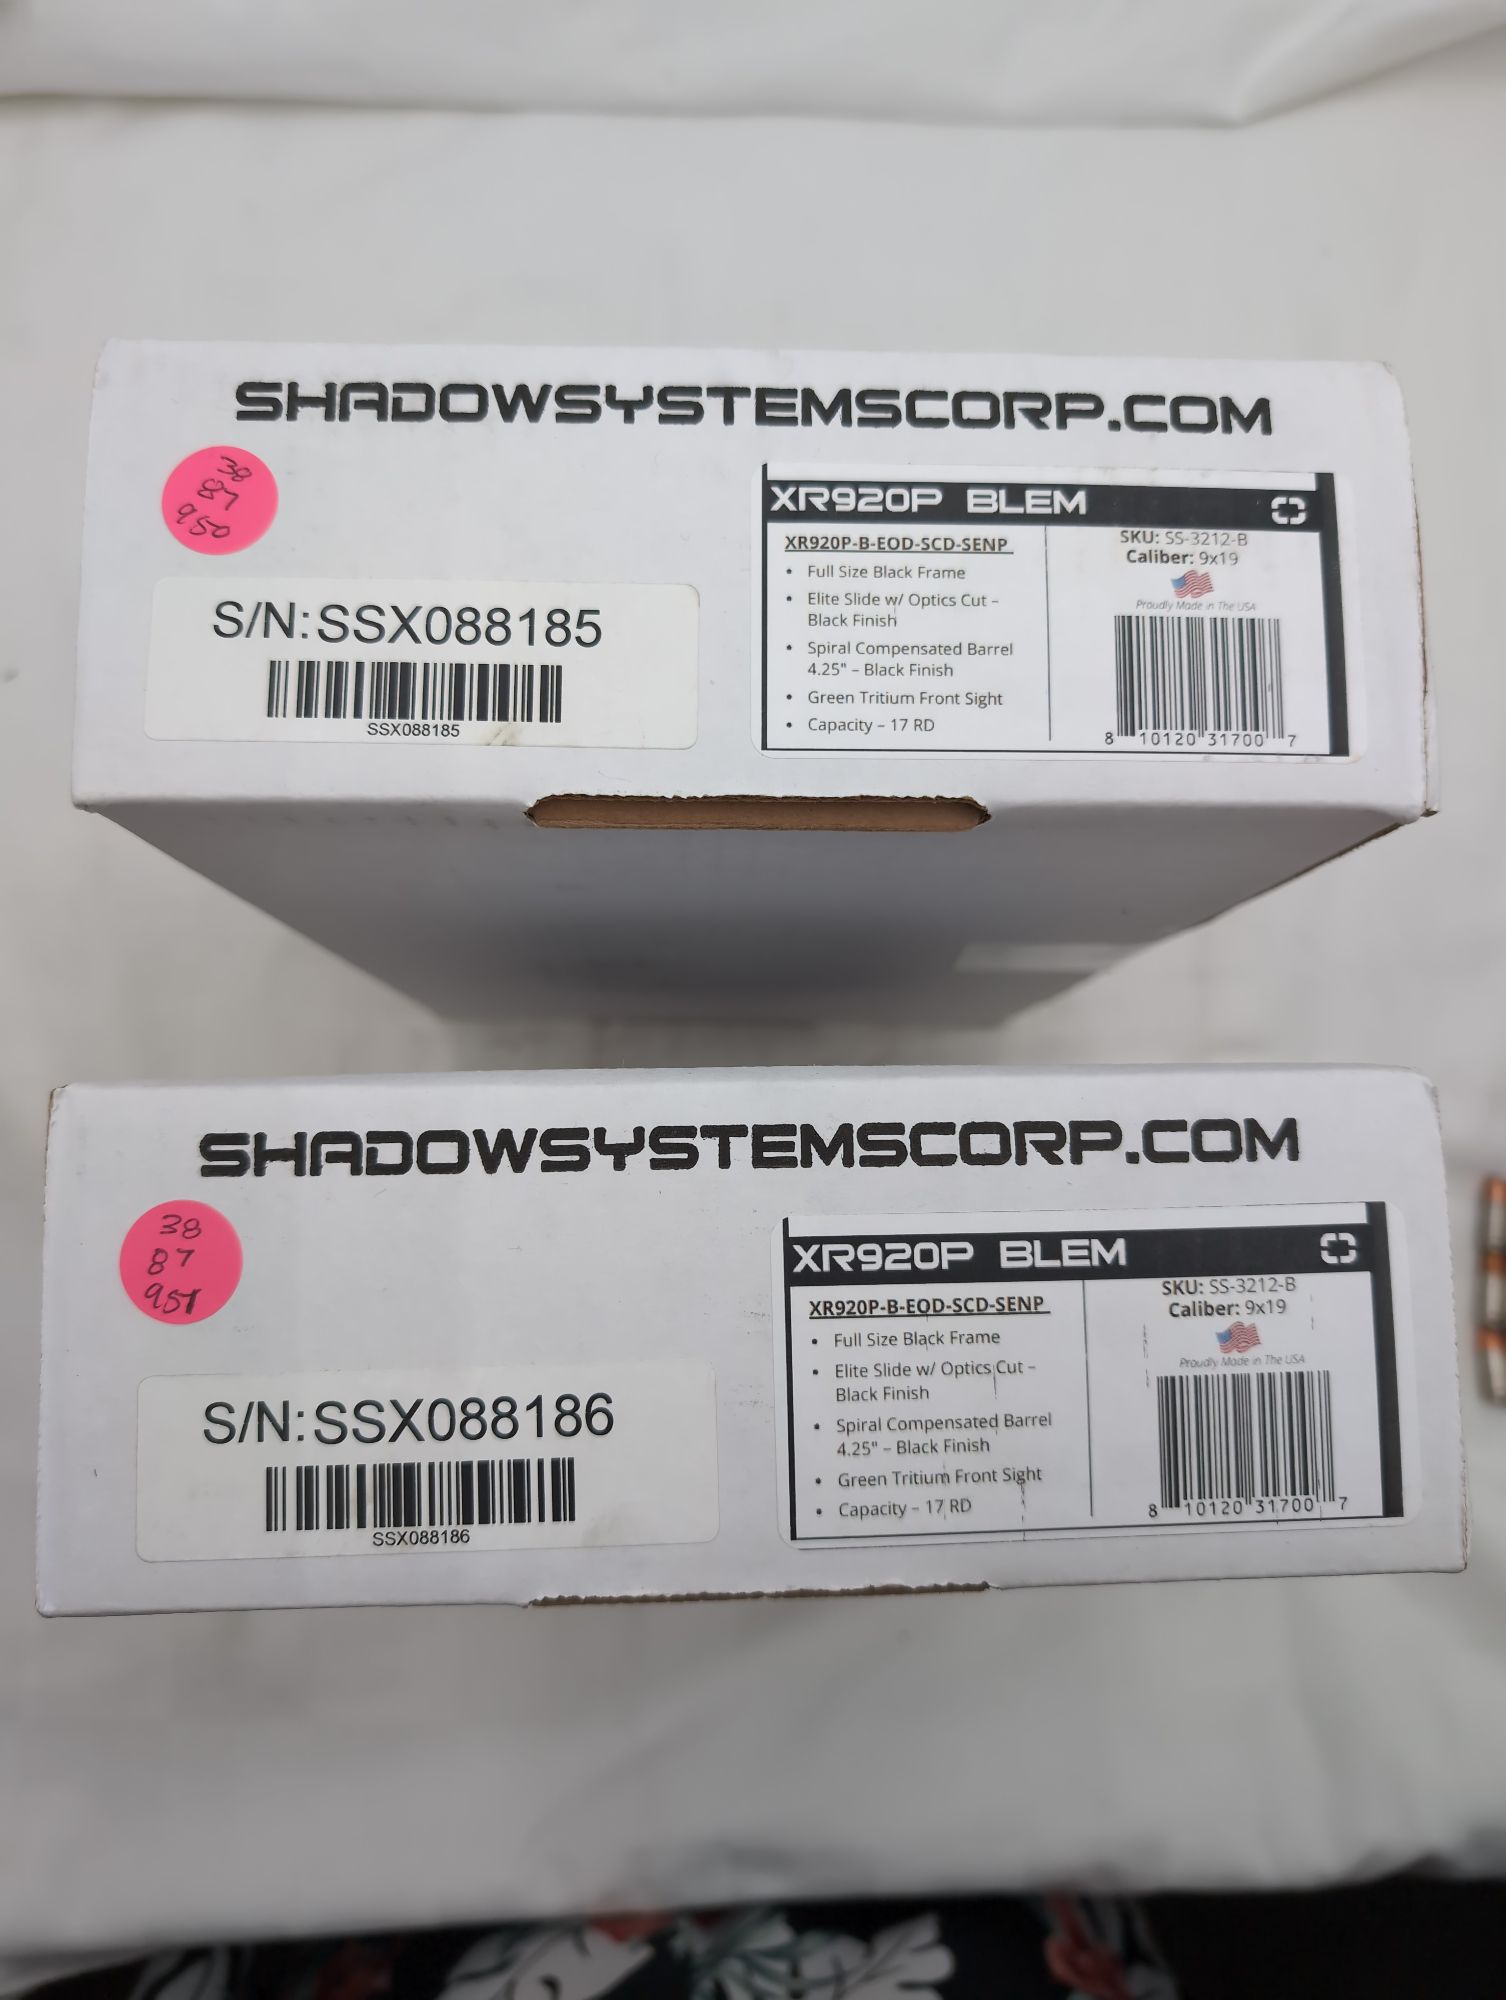 SHADOWSYSTEMSCORP.COM
38
87
950
XR920P BLEM
XR920P-B-EOD-SCD-SENP
• Full Size Black Frame
• Elite Slide w/ Optics Cut –
Black Finish
• Spiral Compensated Barrel
4.25" – Black Finish
• Green Tritium Front Sight
• Capacity – 17 RD
SKU: SS-3212-B
Caliber: 9x19
Proudly Made in The USA
8 10120 31700 7
S/N:SSX088185
SSX088185
SHADOWSYSTEMSCORP.COM
38
87
951
XR920P BLEM
XR920P-B-EOD-SCD-SENP
• Full Size Black Frame
• Elite Slide w/ Optics Cut –
Black Finish
• Spiral Compensated Barrel
4.25" – Black Finish
• Green Tritium Front Sight
• Capacity – 17 RD
SKU: SS-3212-B
Caliber: 9x19
Proudly Made in The USA
8 10120 31700 7
S/N:SSX088186
SSX088186